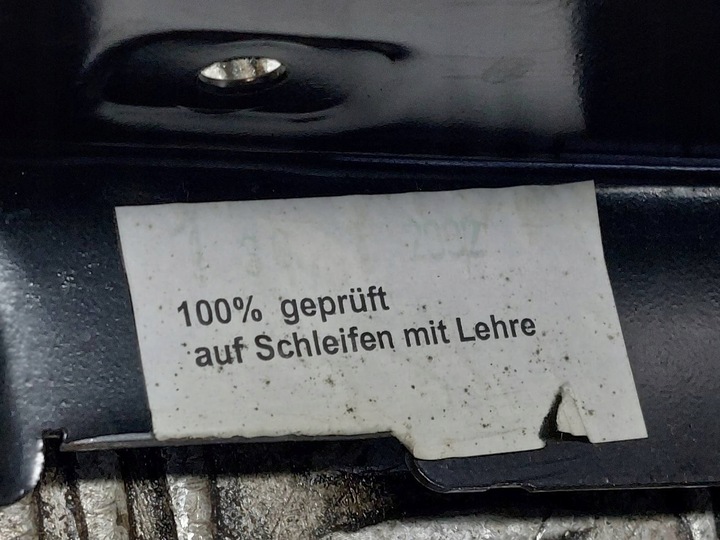 100% geprüft
auf Schleifen mit Lehre